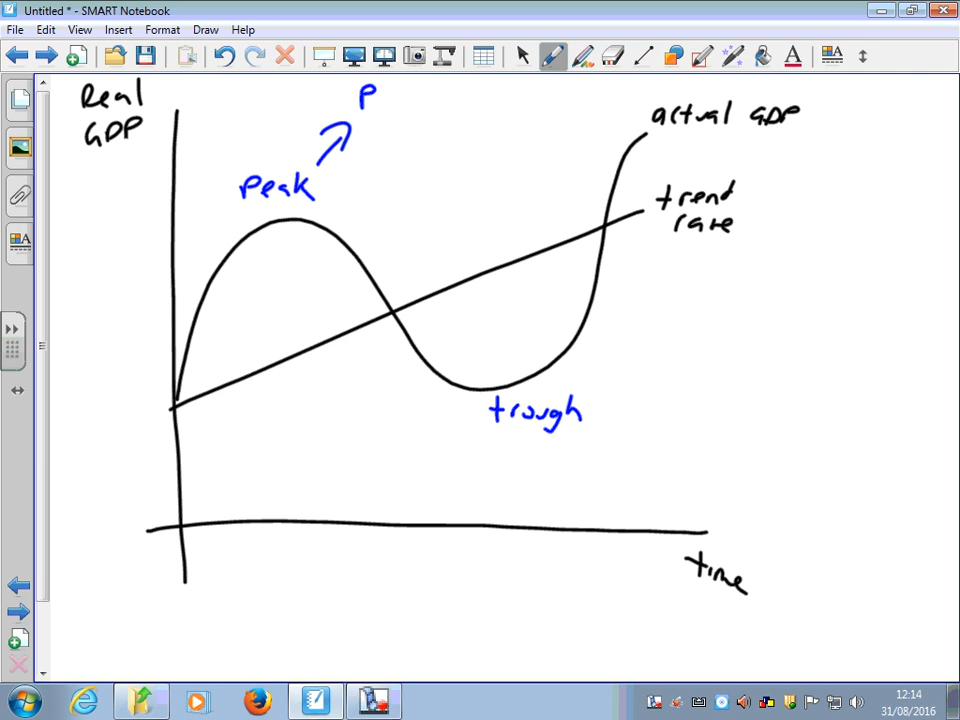 Untitled * - SMART Notebook
File Edit View Insert Format Draw Help
Real
GDP
P
Peak
actual GDP
trend
rate
trough
time
12:14
31/08/2016